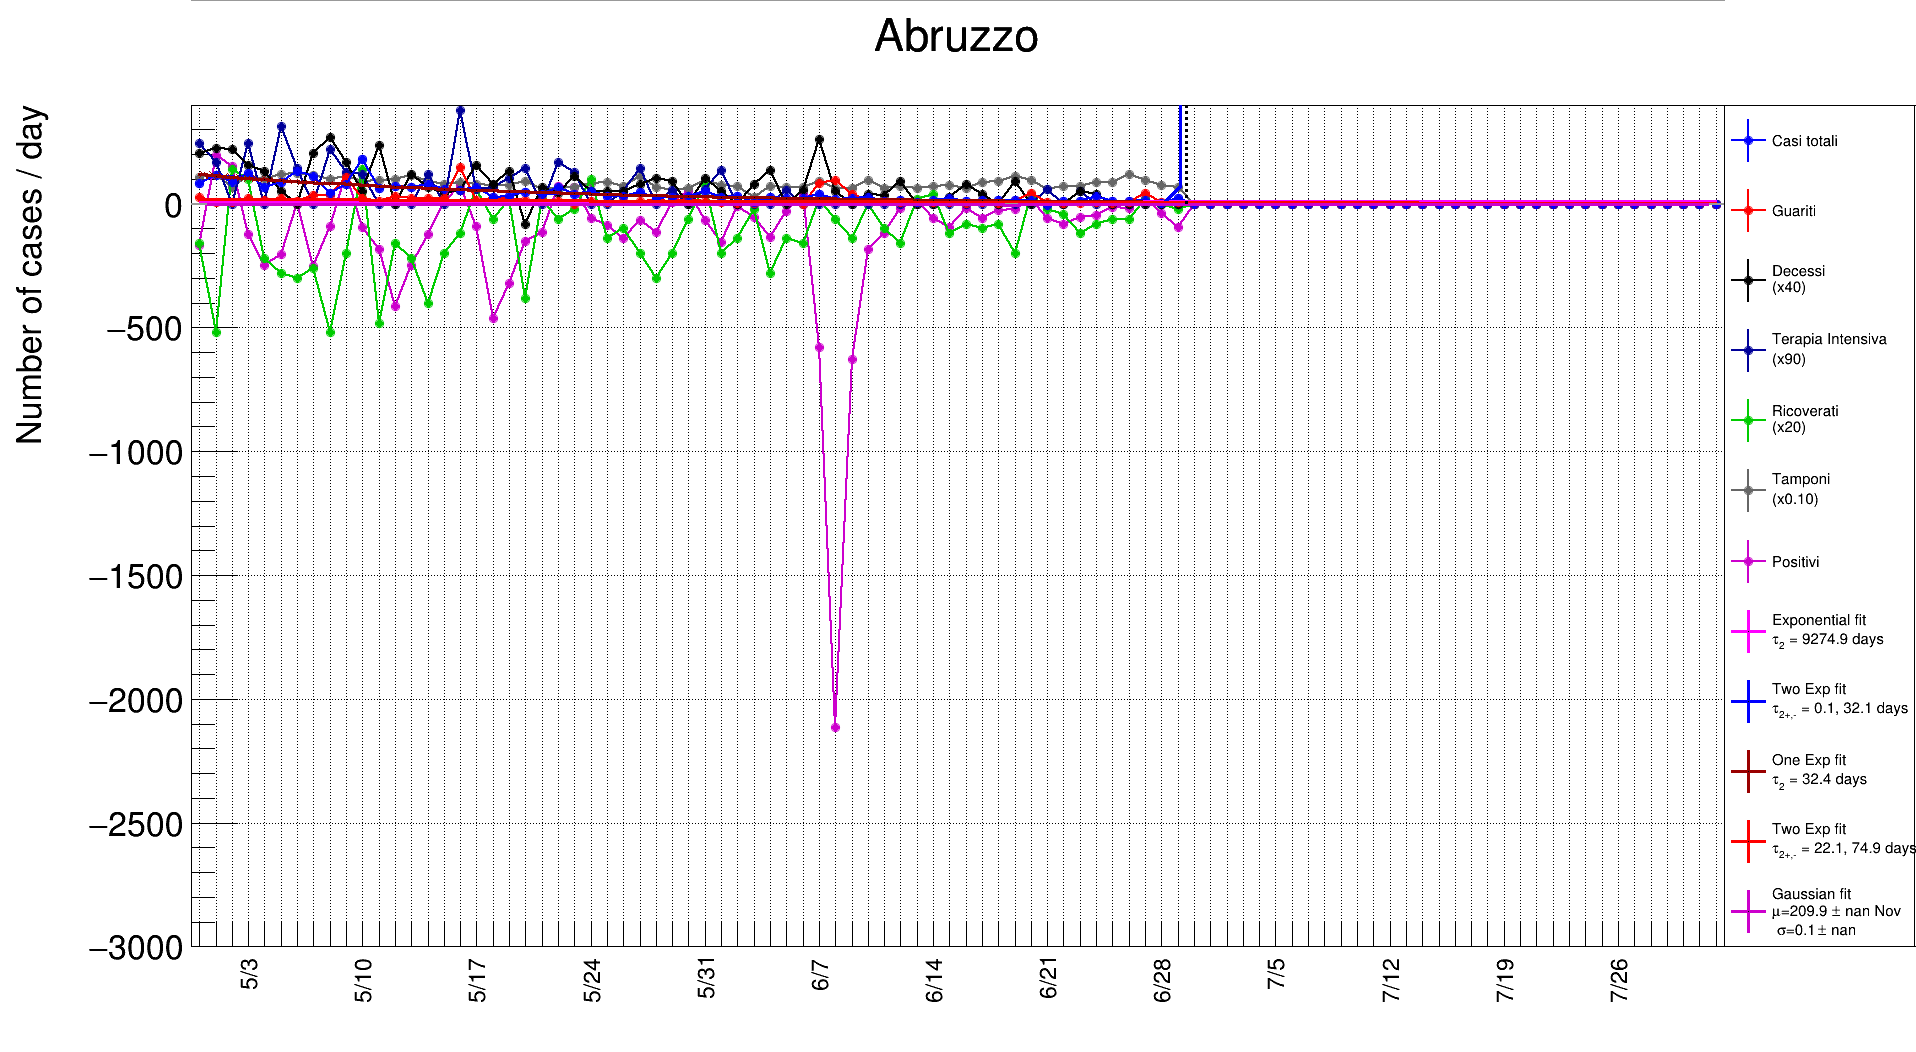 Abruzzo
Number of cases / day
0
−500
−1000
−1500
−2000
−2500
−3000
5/3
5/10
5/17
5/24
5/31
6/7
6/14
6/21
6/28
7/5
7/12
7/19
7/26
Casi totali
Guariti
Decessi
(x40)
Terapia Intensiva
(x90)
Ricoverati
(x20)
Tamponi
(x0.10)
Positivi
Exponential fit
τ2 = 9274.9 days
Two Exp fit
τ2+,- = 0.1, 32.1 days
One Exp fit
τ2 = 32.4 days
Two Exp fit
τ2+,- = 22.1, 74.9 days
Gaussian fit
μ=209.9 ± nan Nov
σ=0.1± nan